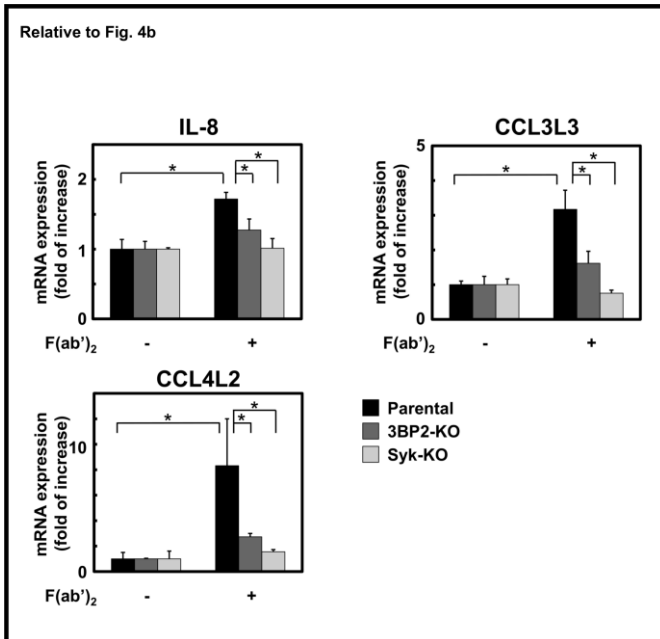 Relative to Fig. 4b
IL-8
mRNA expression
(fold of increase)
2
1
0
*
*
*
F(ab')₂ - +
CCL3L3
mRNA expression
(fold of increase)
5
0
*
*
*
F(ab')₂ - +
CCL4L2
mRNA expression
(fold of increase)
10
0
*
*
*
F(ab')₂ - +
Parental
3BP2-KO
Syk-KO